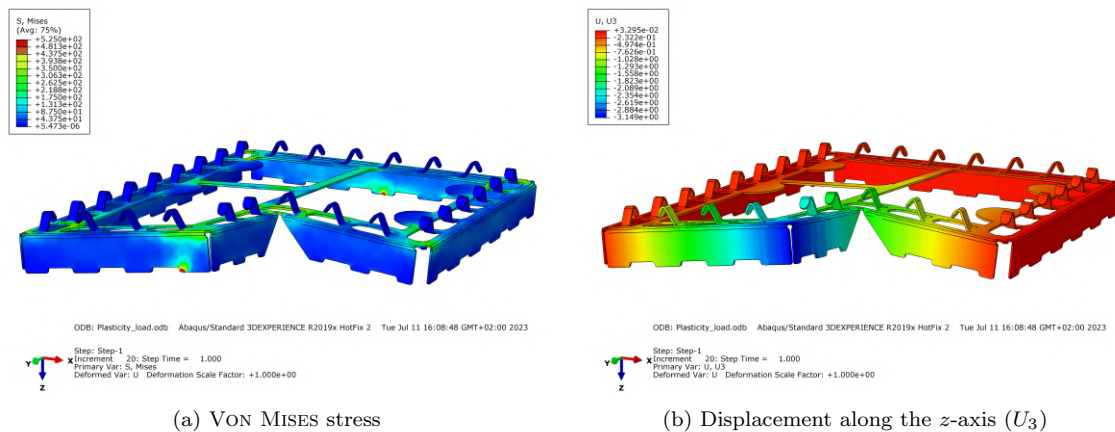 S, Mises
(Avg: 75%)
+5.250e+02
+4.813e+02
+4.375e+02
+3.938e+02
+3.500e+02
+3.063e+02
+2.625e+02
+2.188e+02
+1.750e+02
+1.313e+02
+8.750e+01
+4.375e+01
+5.473e-06
ODB: Plasticity_load.odb Abaqus/Standard 3DEXPERIENCE R2019x HotFix 2 Tue Jul 11 16:08:48 GMT+02:00 2023
Y X
Z
Step: Step-1
Increment 20: Step Time = 1.000
Primary Var: S, Mises
Deformed Var: U Deformation Scale Factor: +1.000e+00
(a) VON MISES stress
U, U3
+3.295e-02
-2.322e-01
-4.974e-01
-7.626e-01
-1.028e+00
-1.293e+00
-1.558e+00
-1.823e+00
-2.089e+00
-2.354e+00
-2.619e+00
-2.884e+00
-3.149e+00
ODB: Plasticity_load.odb Abaqus/Standard 3DEXPERIENCE R2019x HotFix 2 Tue Jul 11 16:08:48 GMT+02:00 2023
Y X
Z
Step: Step-1
Increment 20: Step Time = 1.000
Primary Var: U, U3
Deformed Var: U Deformation Scale Factor: +1.000e+00
(b) Displacement along the z-axis (U₃)